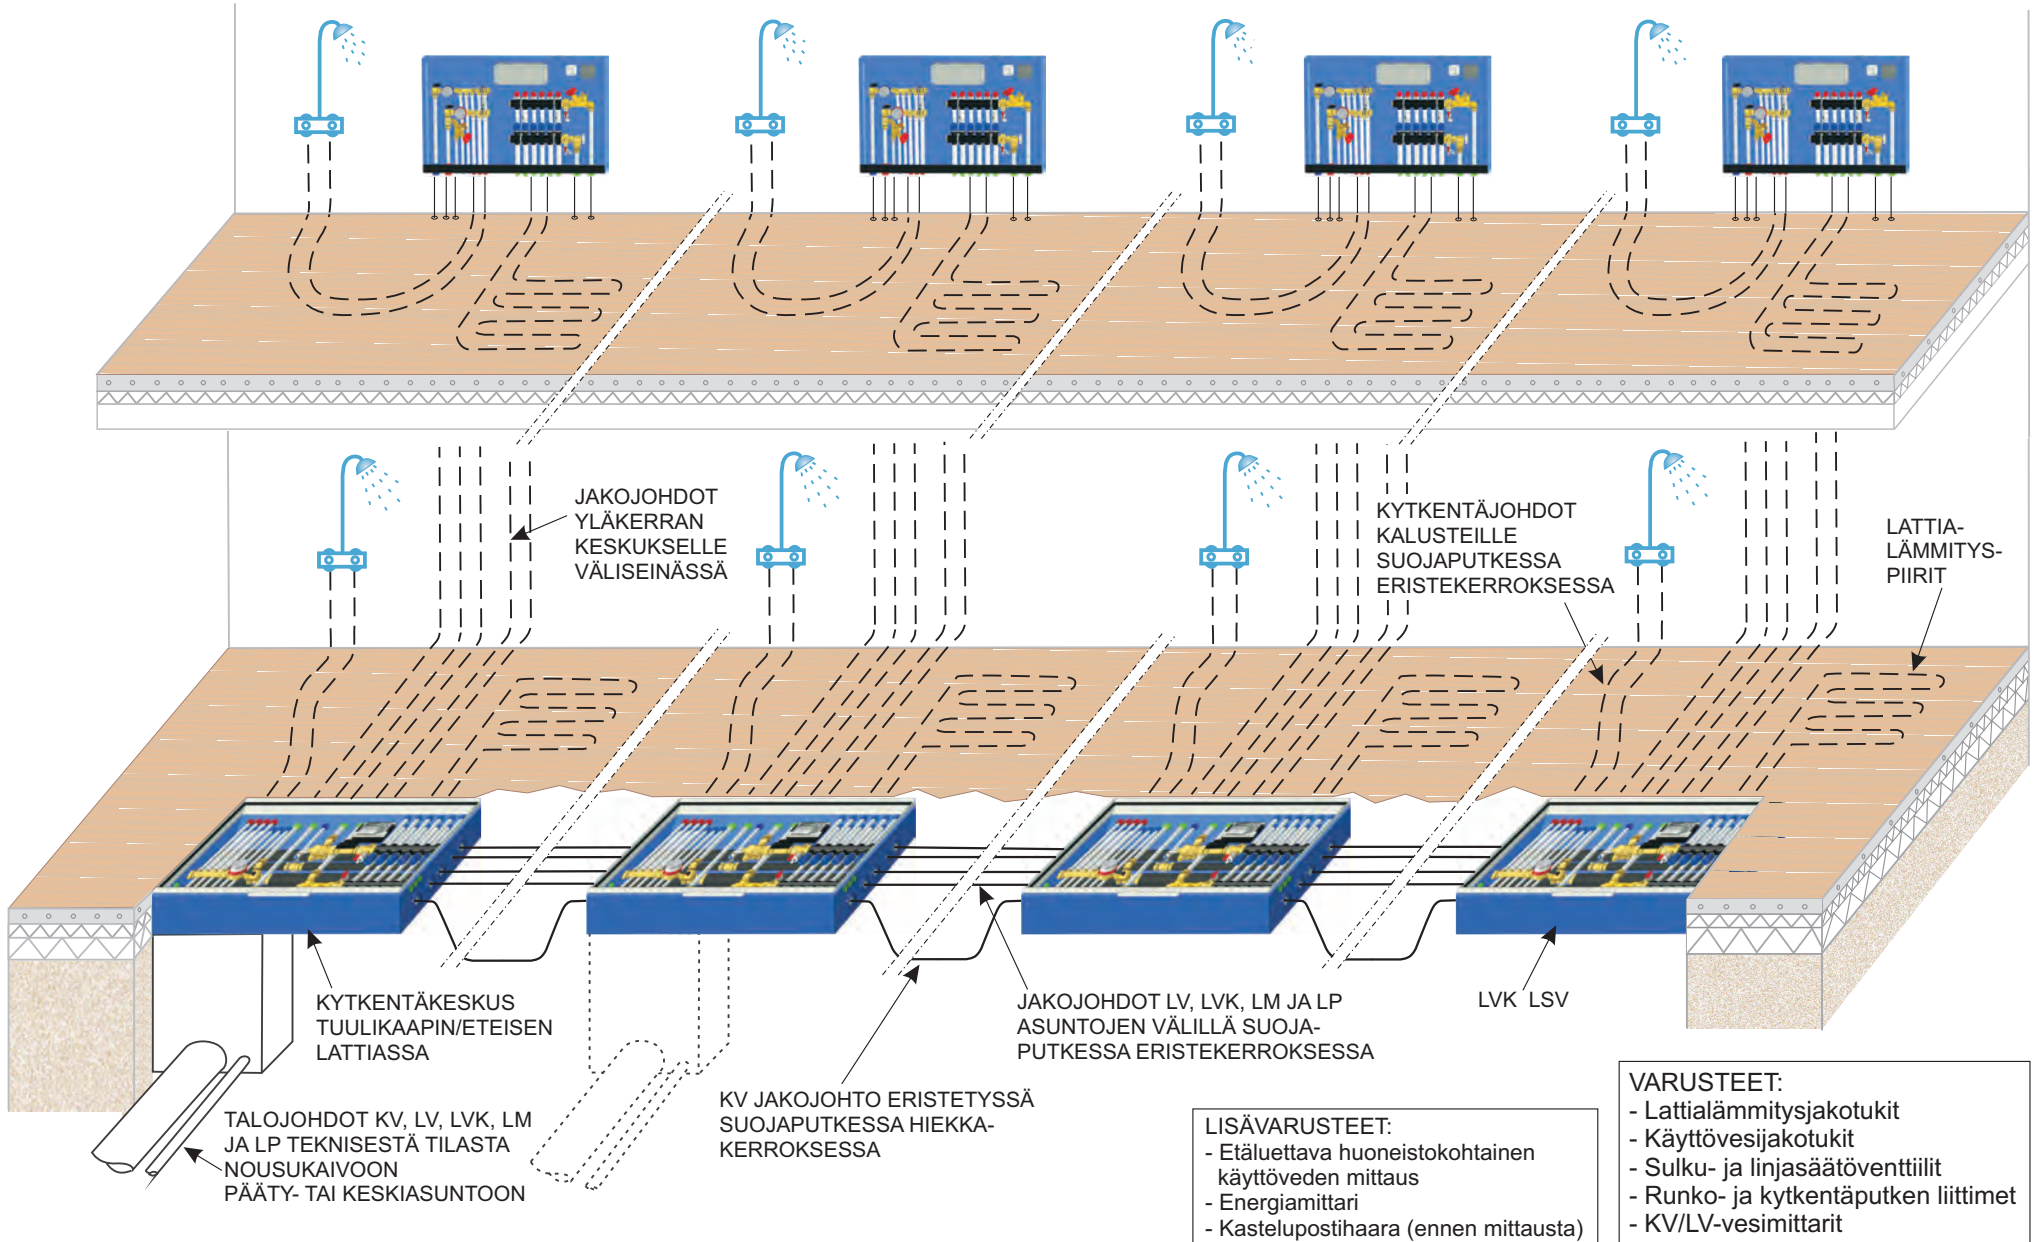 JAKOJOHDOT
YLÄKERRAN
KESKUKSELLE
VÄLISEINÄSSÄ
KYTKENTÄJOHDOT
KALUSTEILLE
SUOJAPUTKESSA
ERISTEKERROKSESSA
LATTIA-
LÄMMITYS-
PIIRIT
KYTKENTÄKESKUS
TUULIKAAPIN/ETEISEN
LATTIASSA
JAKOJOHDOT LV, LVK, LM JA LP
ASUNTOJEN VÄLILLÄ SUOJA-
PUTKESSA ERISTEKERROKSESSA
LVK LSV
TALOJOHDOT KV, LV, LVK, LM
JA LP TEKNISESTÄ TILASTA
NOUSUKAIVOON
PÄÄTY- TAI KESKIASUNTOON
KV JAKOJOHTO ERISTETYSSÄ
SUOJAPUTKESSA HIEKKA-
KERROKSESSA
LISÄVARUSTEET:
- Etäluettava huoneistokohtainen
käyttöveden mittaus
- Energiamittari
- Kastelupostihaara (ennen mittausta)
VARUSTEET:
- Lattialämmitysjakotukit
- Käyttövesijakotukit
- Sulku- ja linjasäätöventtiilit
- Runko- ja kytkentäputken liittimet
- KV/LV-vesimittarit